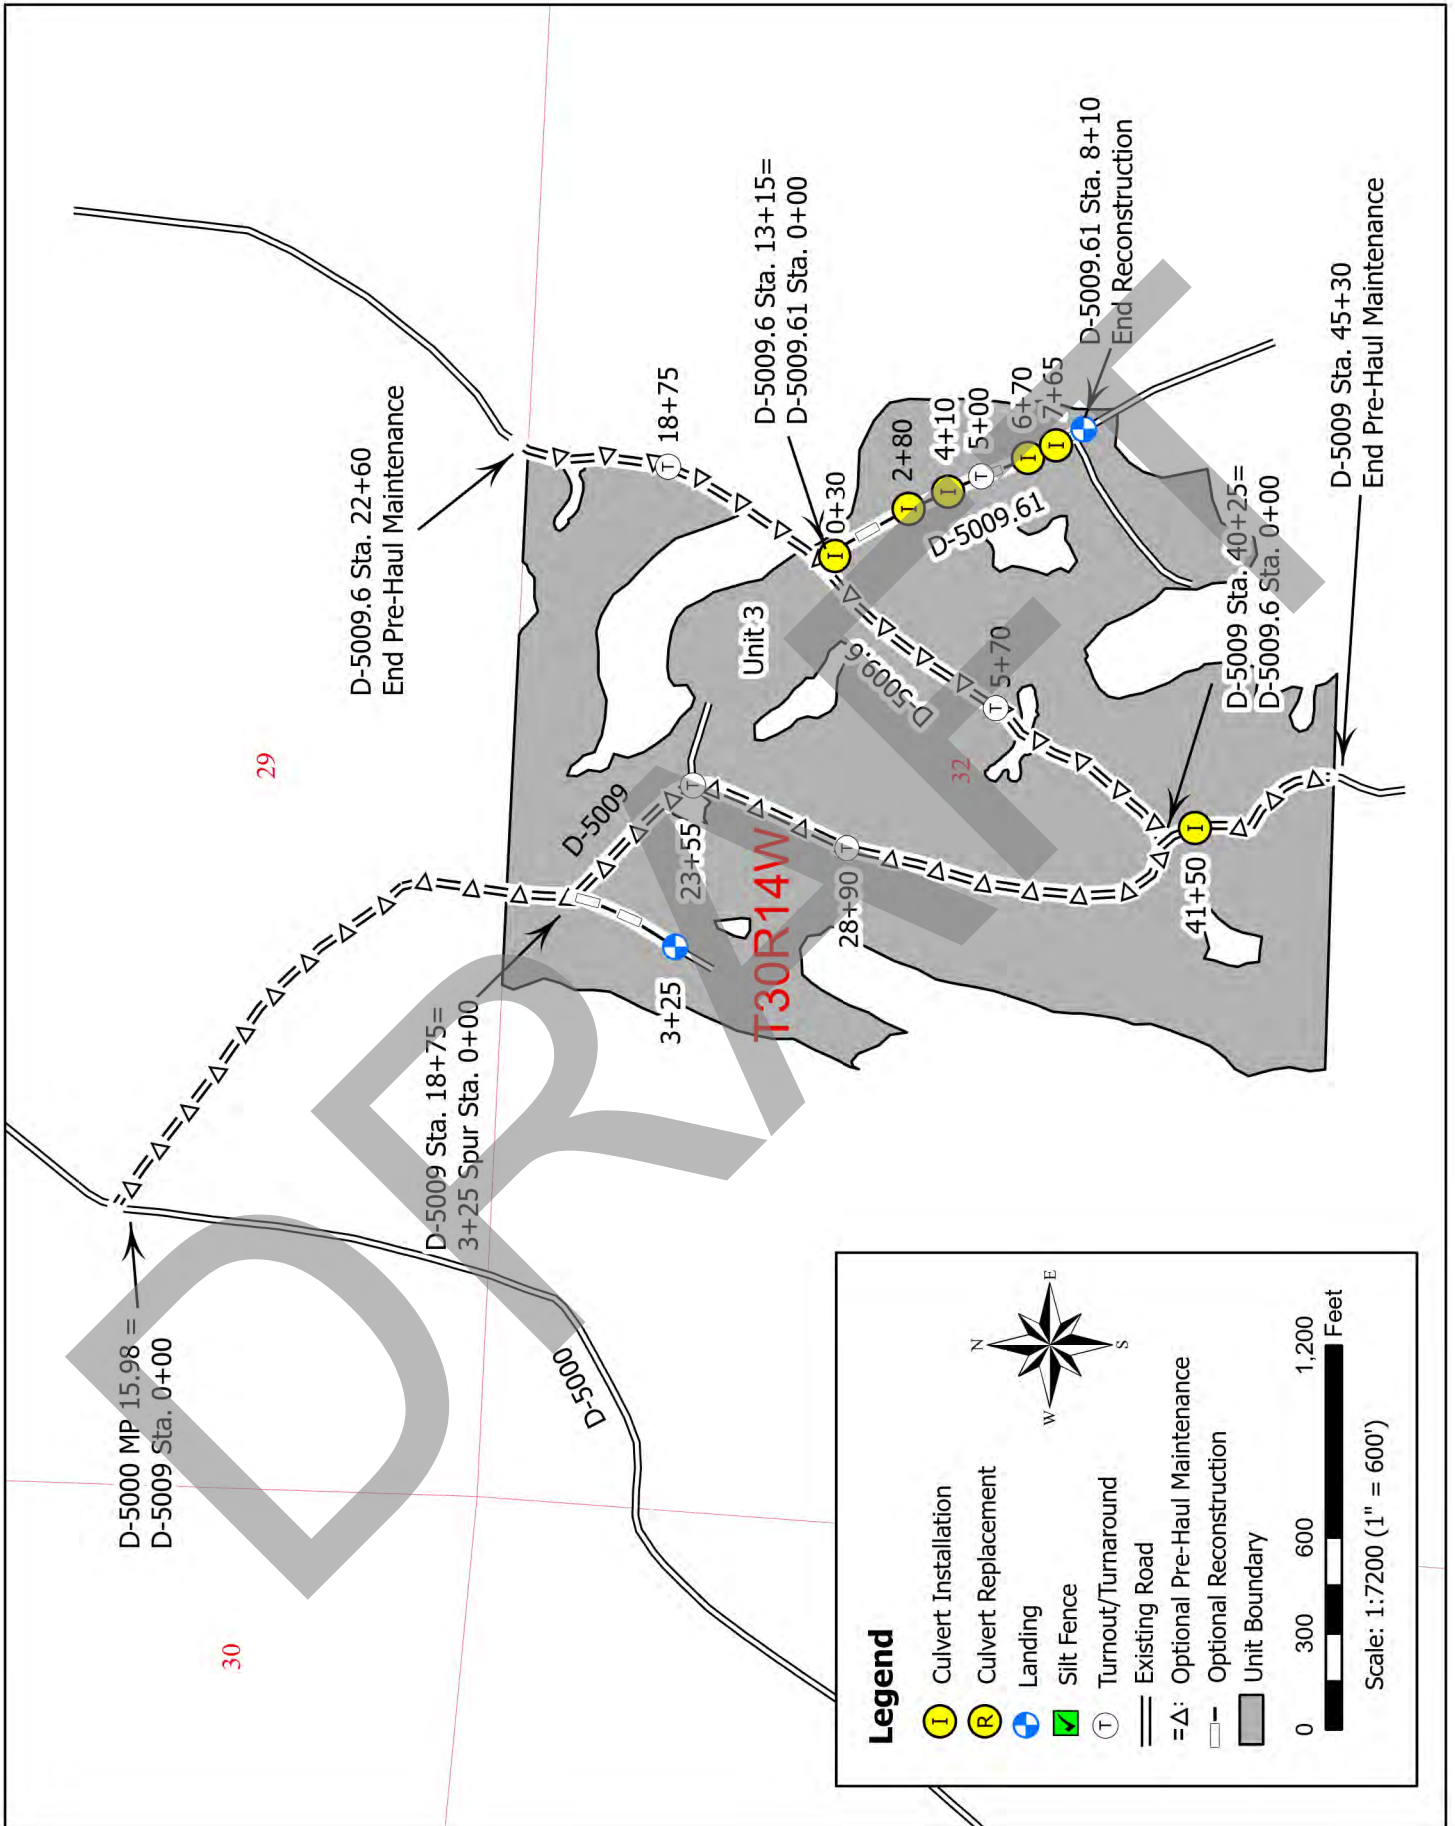 D-5000 MP 15.98 =
D-5009 Sta. 0+00
D-5009 Sta. 18+75=
3+25 Spur Sta. 0+00
D-5009.6 Sta. 22+60
End Pre-Haul Maintenance
D-5009.6 Sta. 13+15=
D-5009.61 Sta. 0+00
D-5009.61 Sta. 8+10
End Reconstruction
D-5009 Sta. 40+25=
D-5009.6 Sta. 0+00
D-5009 Sta. 45+30
End Pre-Haul Maintenance
30
29
32
T30R14W
Unit 3
D-5000
D-5009
D-5009.6
D-5009.61
3+25
23+55
28+90
41+50
5+70
18+75
0+30
2+80
4+10
5+00
6+70
7+65
T
T
T
T
T
I
I
I
I
I
I
DRAFT
Legend
I Culvert Installation
R Culvert Replacement
Landing
Silt Fence
T Turnout/Turnaround
Existing Road
Optional Pre-Haul Maintenance
Optional Reconstruction
Unit Boundary
N
E
S
W
0 300 600 1,200
Feet
Scale: 1:7200 (1" = 600')